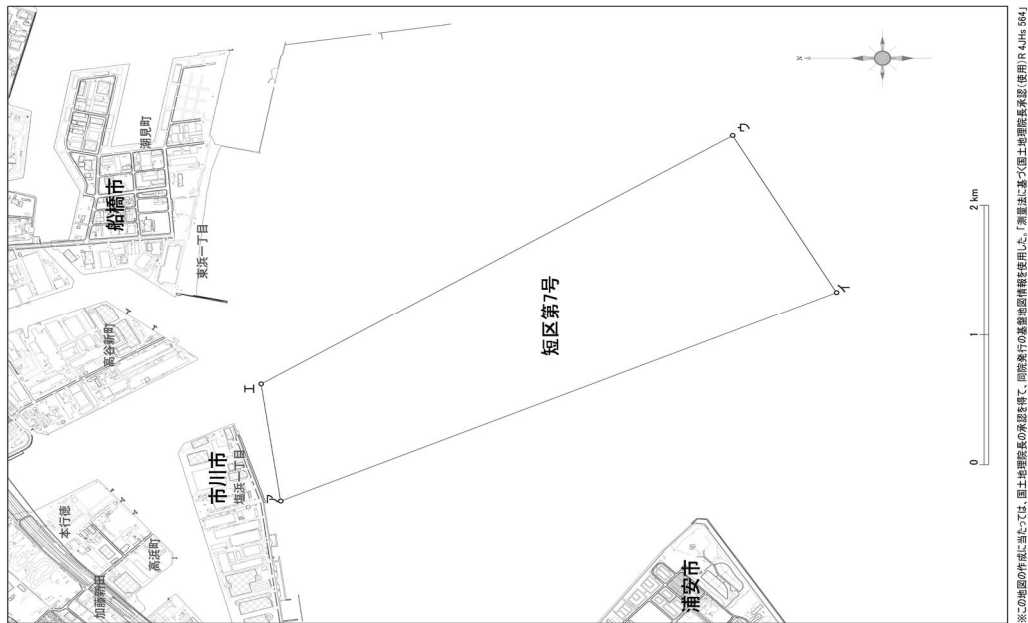 船橋市
潮見町
東浜一丁目
高谷新町
市川市
塩浜一丁目
本行徳
高浜町
加藤新田
エ
ア
ウ
イ
短区第7号
浦安市
N
0 1 2 km
※この地図の作成に当たっては、国土地理院長の承認を得て、同院発行の基盤地図情報を使用した。「測量法に基づく国土地理院長承認(使用)R 4JHs 564」